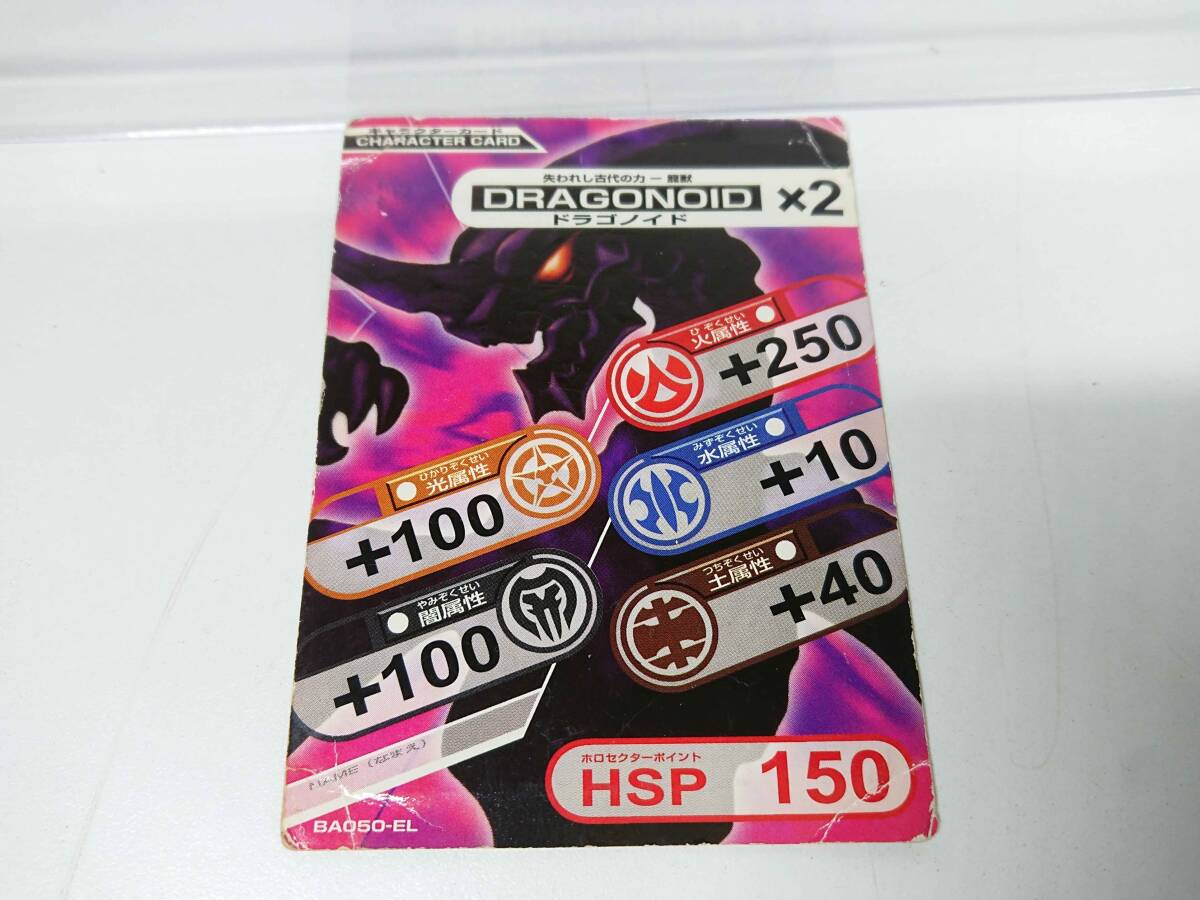 キャラクターカード
CHARACTER CARD
失われし古代の力 ― 龍獣
DRAGONOID ×2
ドラゴノイド
ひぞくせい
火属性
+250
みずぞくせい
水属性
+10
つちぞくせい
土属性
+40
ひかりぞくせい
光属性
+100
やみぞくせい
闇属性
+100
NAME (なまえ)
ホロセクターポイント
HSP 150
BA050-EL